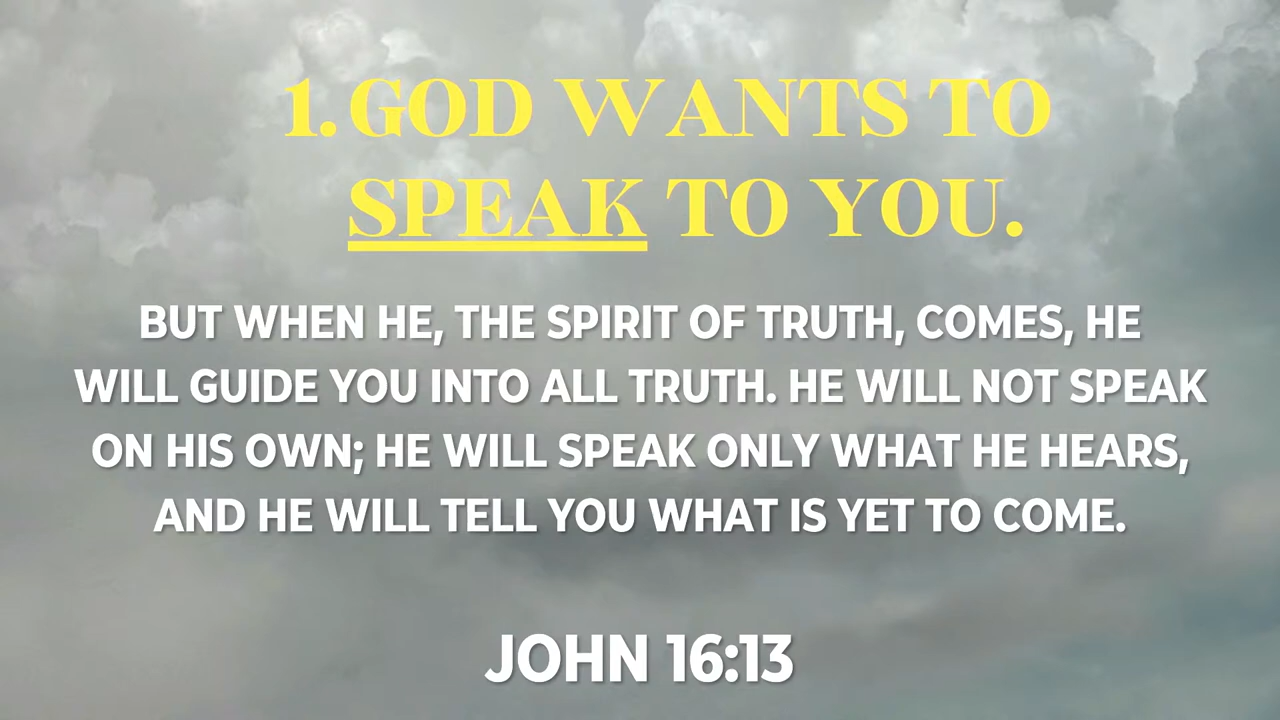 1. GOD WANTS TO
SPEAK TO YOU.
BUT WHEN HE, THE SPIRIT OF TRUTH, COMES, HE
WILL GUIDE YOU INTO ALL TRUTH. HE WILL NOT SPEAK
ON HIS OWN; HE WILL SPEAK ONLY WHAT HE HEARS,
AND HE WILL TELL YOU WHAT IS YET TO COME.
JOHN 16:13